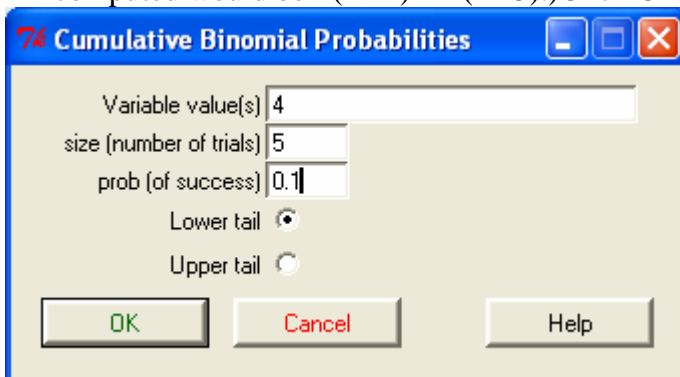 Cumulative Binomial Probabilities
Variable value(s) 4
size (number of trials) 5
prob (of success) 0.1
Lower tail
Upper tail
OK Cancel Help